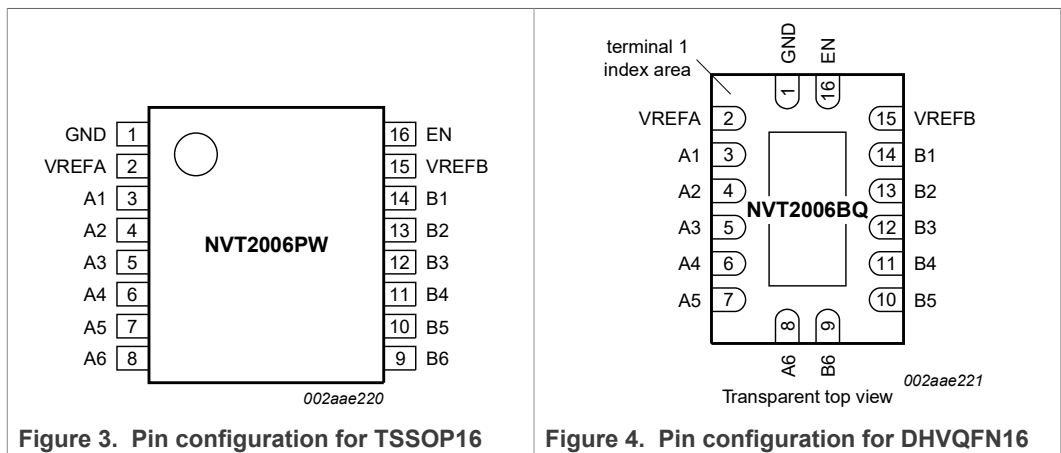 GND 1
VREFA 2
A1 3
A2 4
A3 5
A4 6
A5 7
A6 8
NVT2006PW
16 EN
15 VREFB
14 B1
13 B2
12 B3
11 B4
10 B5
9 B6
002aae220
Figure 3. Pin configuration for TSSOP16
terminal 1
index area
GND
EN
1
16
VREFA 2
A1 3
A2 4
A3 5
A4 6
A5 7
NVT2006BQ
15 VREFB
14 B1
13 B2
12 B3
11 B4
10 B5
8
9
A6
B6
002aae221
Transparent top view
Figure 4. Pin configuration for DHVQFN16